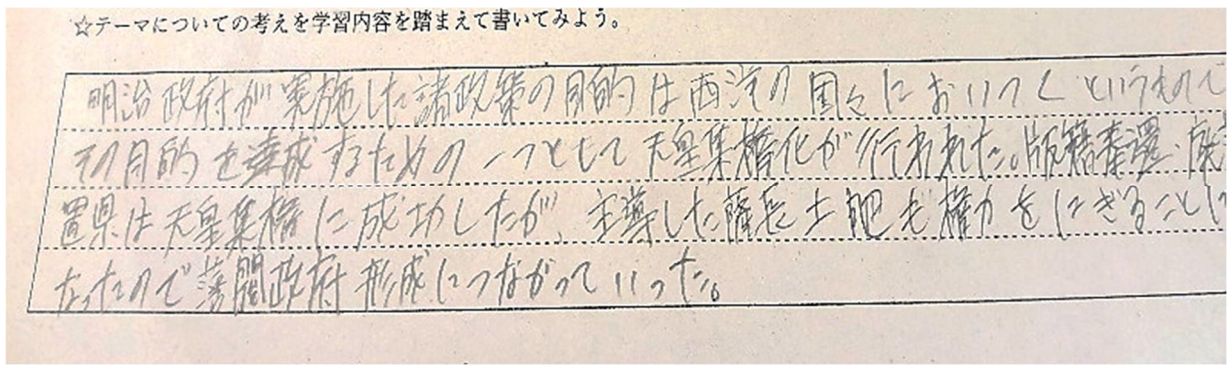 ☆テーマについての考えを学習内容を踏まえて書いてみよう。
明治政府が実施した諸政策の目的は西洋の国々においつくというもので
その目的を達成するための一つとして天皇集権化が行われた。版籍奉還、廃
置県は天皇集権に成功したが、主導した薩長土肥も権力をにぎることに
なったので藩閥政府形成につながっていった。